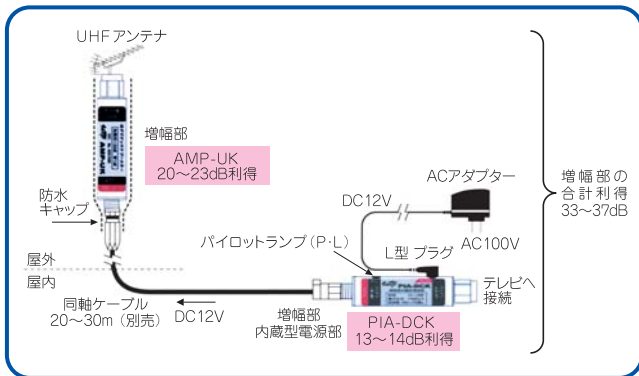 UHFアンテナ
増幅部
AMP-UK
20〜23dB利得
防水
キャップ
ACアダプター
DC12V
AC100V
増幅部の
合計利得
33〜37dB
パイロットランプ(P・L)
L型 プラグ
屋外
屋内
テレビへ
接続
同軸ケーブル
20〜30m(別売)
DC12V
増幅部
内蔵型電源部
PIA-DCK
13〜14dB利得
AMP-UK
PIA-DCK